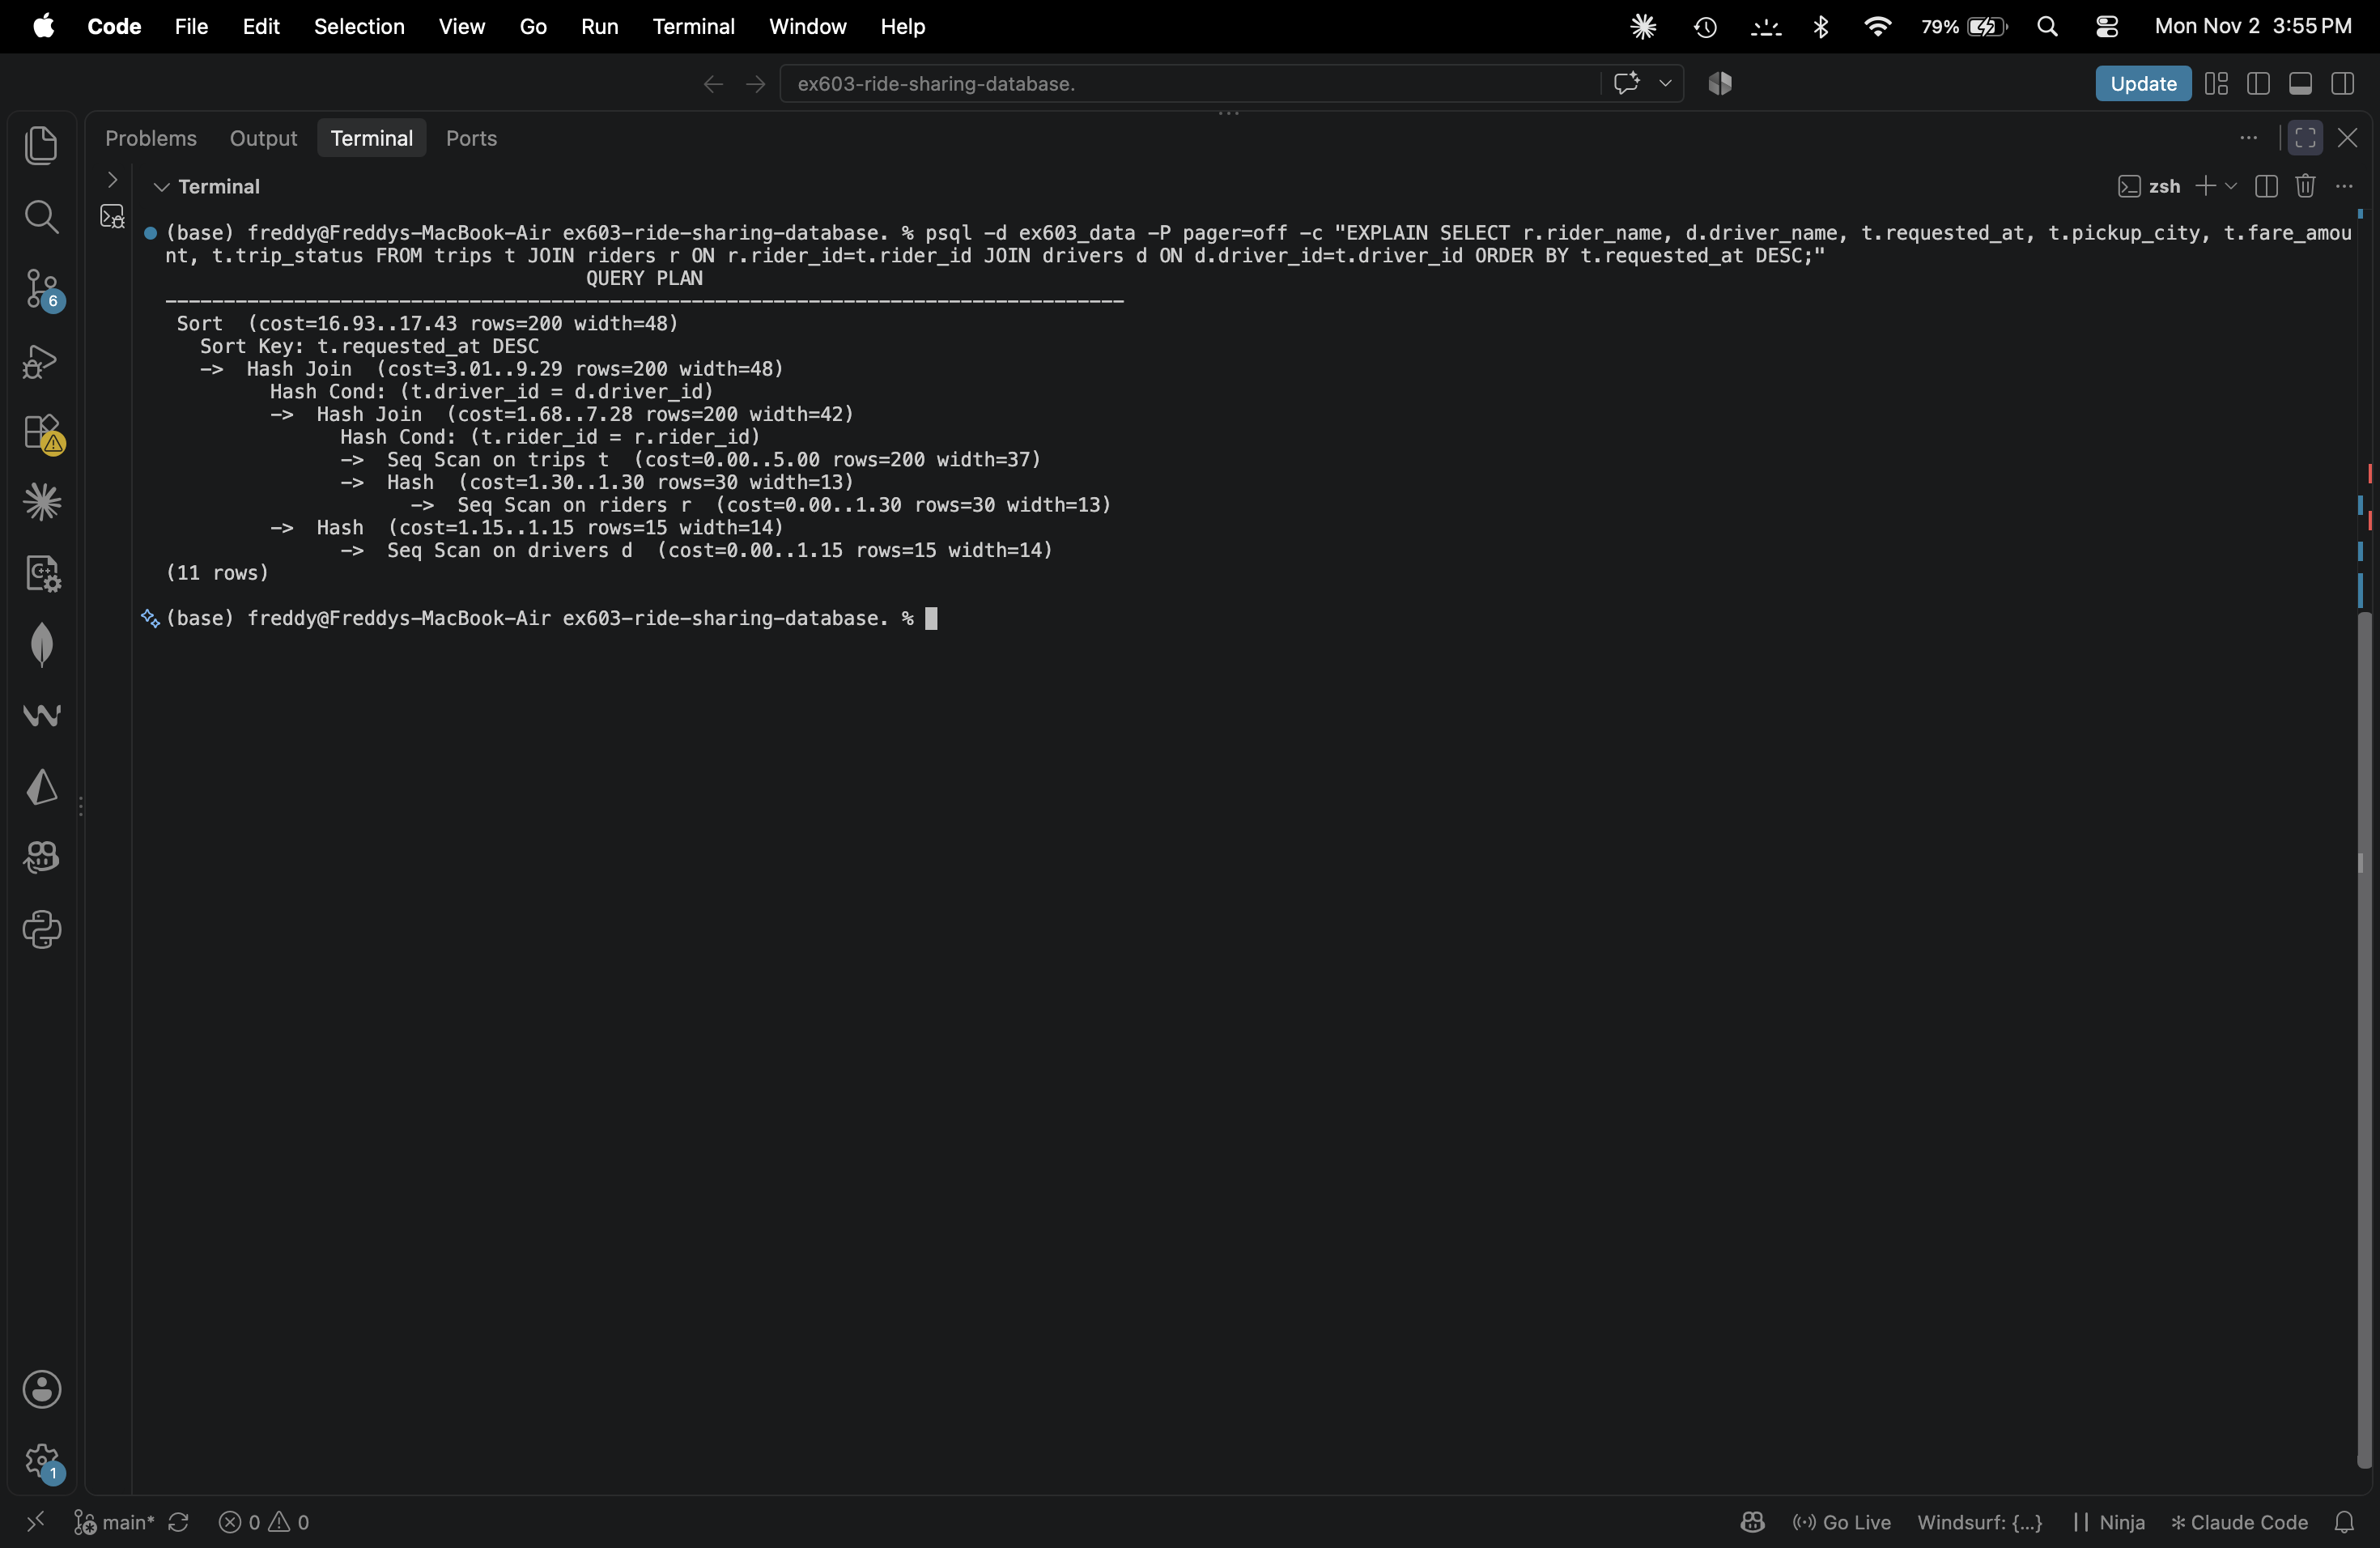 Code File Edit Selection View Go Run Terminal Window Help 79% Mon Nov 2 3:55 PM
ex603-ride-sharing-database. Update
Problems Output Terminal Ports
Terminal zsh
(base) freddy@Freddys-MacBook-Air ex603-ride-sharing-database. % psql -d ex603_data -P pager=off -c "EXPLAIN SELECT r.rider_name, d.driver_name, t.requested_at, t.pickup_city, t.fare_amou
nt, t.trip_status FROM trips t JOIN riders r ON r.rider_id=t.rider_id JOIN drivers d ON d.driver_id=t.driver_id ORDER BY t.requested_at DESC;"
QUERY PLAN
----------------------------------------------------------------------------------
Sort  (cost=16.93..17.43 rows=200 width=48)
Sort Key: t.requested_at DESC
->  Hash Join  (cost=3.01..9.29 rows=200 width=48)
Hash Cond: (t.driver_id = d.driver_id)
->  Hash Join  (cost=1.68..7.28 rows=200 width=42)
Hash Cond: (t.rider_id = r.rider_id)
->  Seq Scan on trips t  (cost=0.00..5.00 rows=200 width=37)
->  Hash  (cost=1.30..1.30 rows=30 width=13)
->  Seq Scan on riders r  (cost=0.00..1.30 rows=30 width=13)
->  Hash  (cost=1.15..1.15 rows=15 width=14)
->  Seq Scan on drivers d  (cost=0.00..1.15 rows=15 width=14)
(11 rows)
(base) freddy@Freddys-MacBook-Air ex603-ride-sharing-database. %
6
C+
1
main* 0 0 Go Live Windsurf: {...} Ninja Claude Code